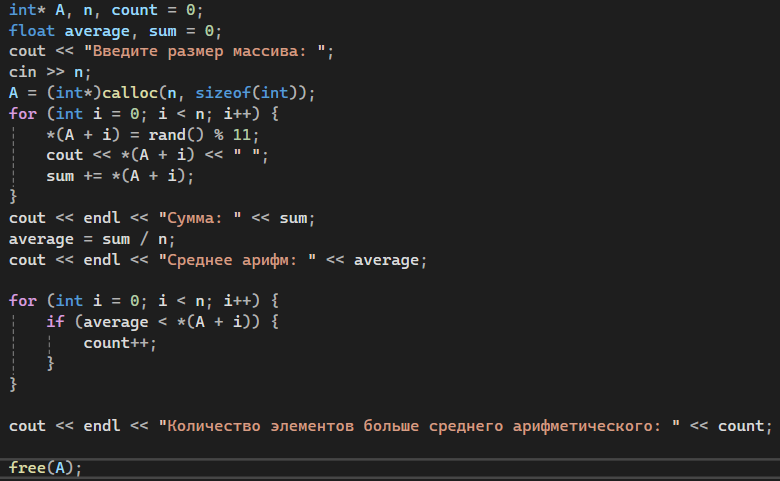 int* A, n, count = 0;
float average, sum = 0;
cout << "Введите размер массива: ";
cin >> n;
A = (int*)calloc(n, sizeof(int));
for (int i = 0; i < n; i++) {
    *(A + i) = rand() % 11;
    cout << *(A + i) << " ";
    sum += *(A + i);
}
cout << endl << "Сумма: " << sum;
average = sum / n;
cout << endl << "Среднее арифм: " << average;

for (int i = 0; i < n; i++) {
    if (average < *(A + i)) {
        count++;
    }
}

cout << endl << "Количество элементов больше среднего арифметического: " << count;

free(A);